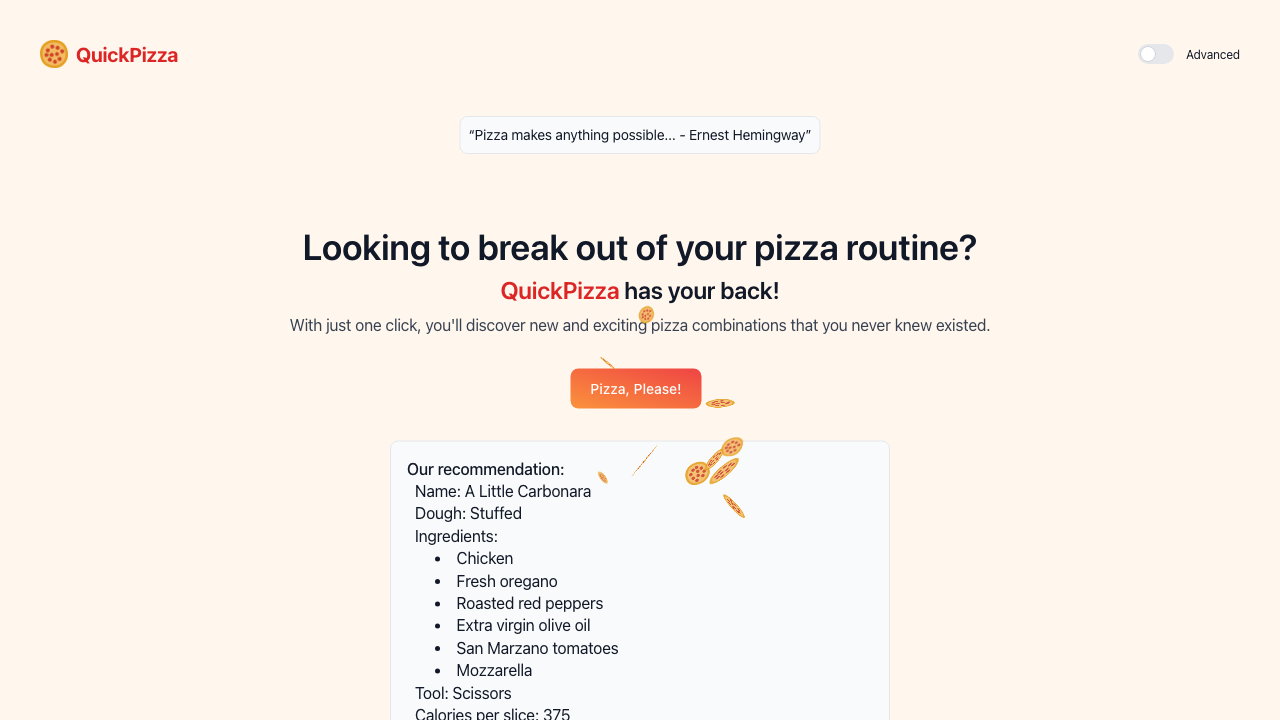 QuickPizza
Advanced
“Pizza makes anything possible... - Ernest Hemingway”
Looking to break out of your pizza routine?
QuickPizza has your back!
With just one click, you'll discover new and exciting pizza combinations that you never knew existed.
Pizza, Please!
Our recommendation:
Name: A Little Carbonara
Dough: Stuffed
Ingredients:
• Chicken
• Fresh oregano
• Roasted red peppers
• Extra virgin olive oil
• San Marzano tomatoes
• Mozzarella
Tool: Scissors
Calories per slice: 375